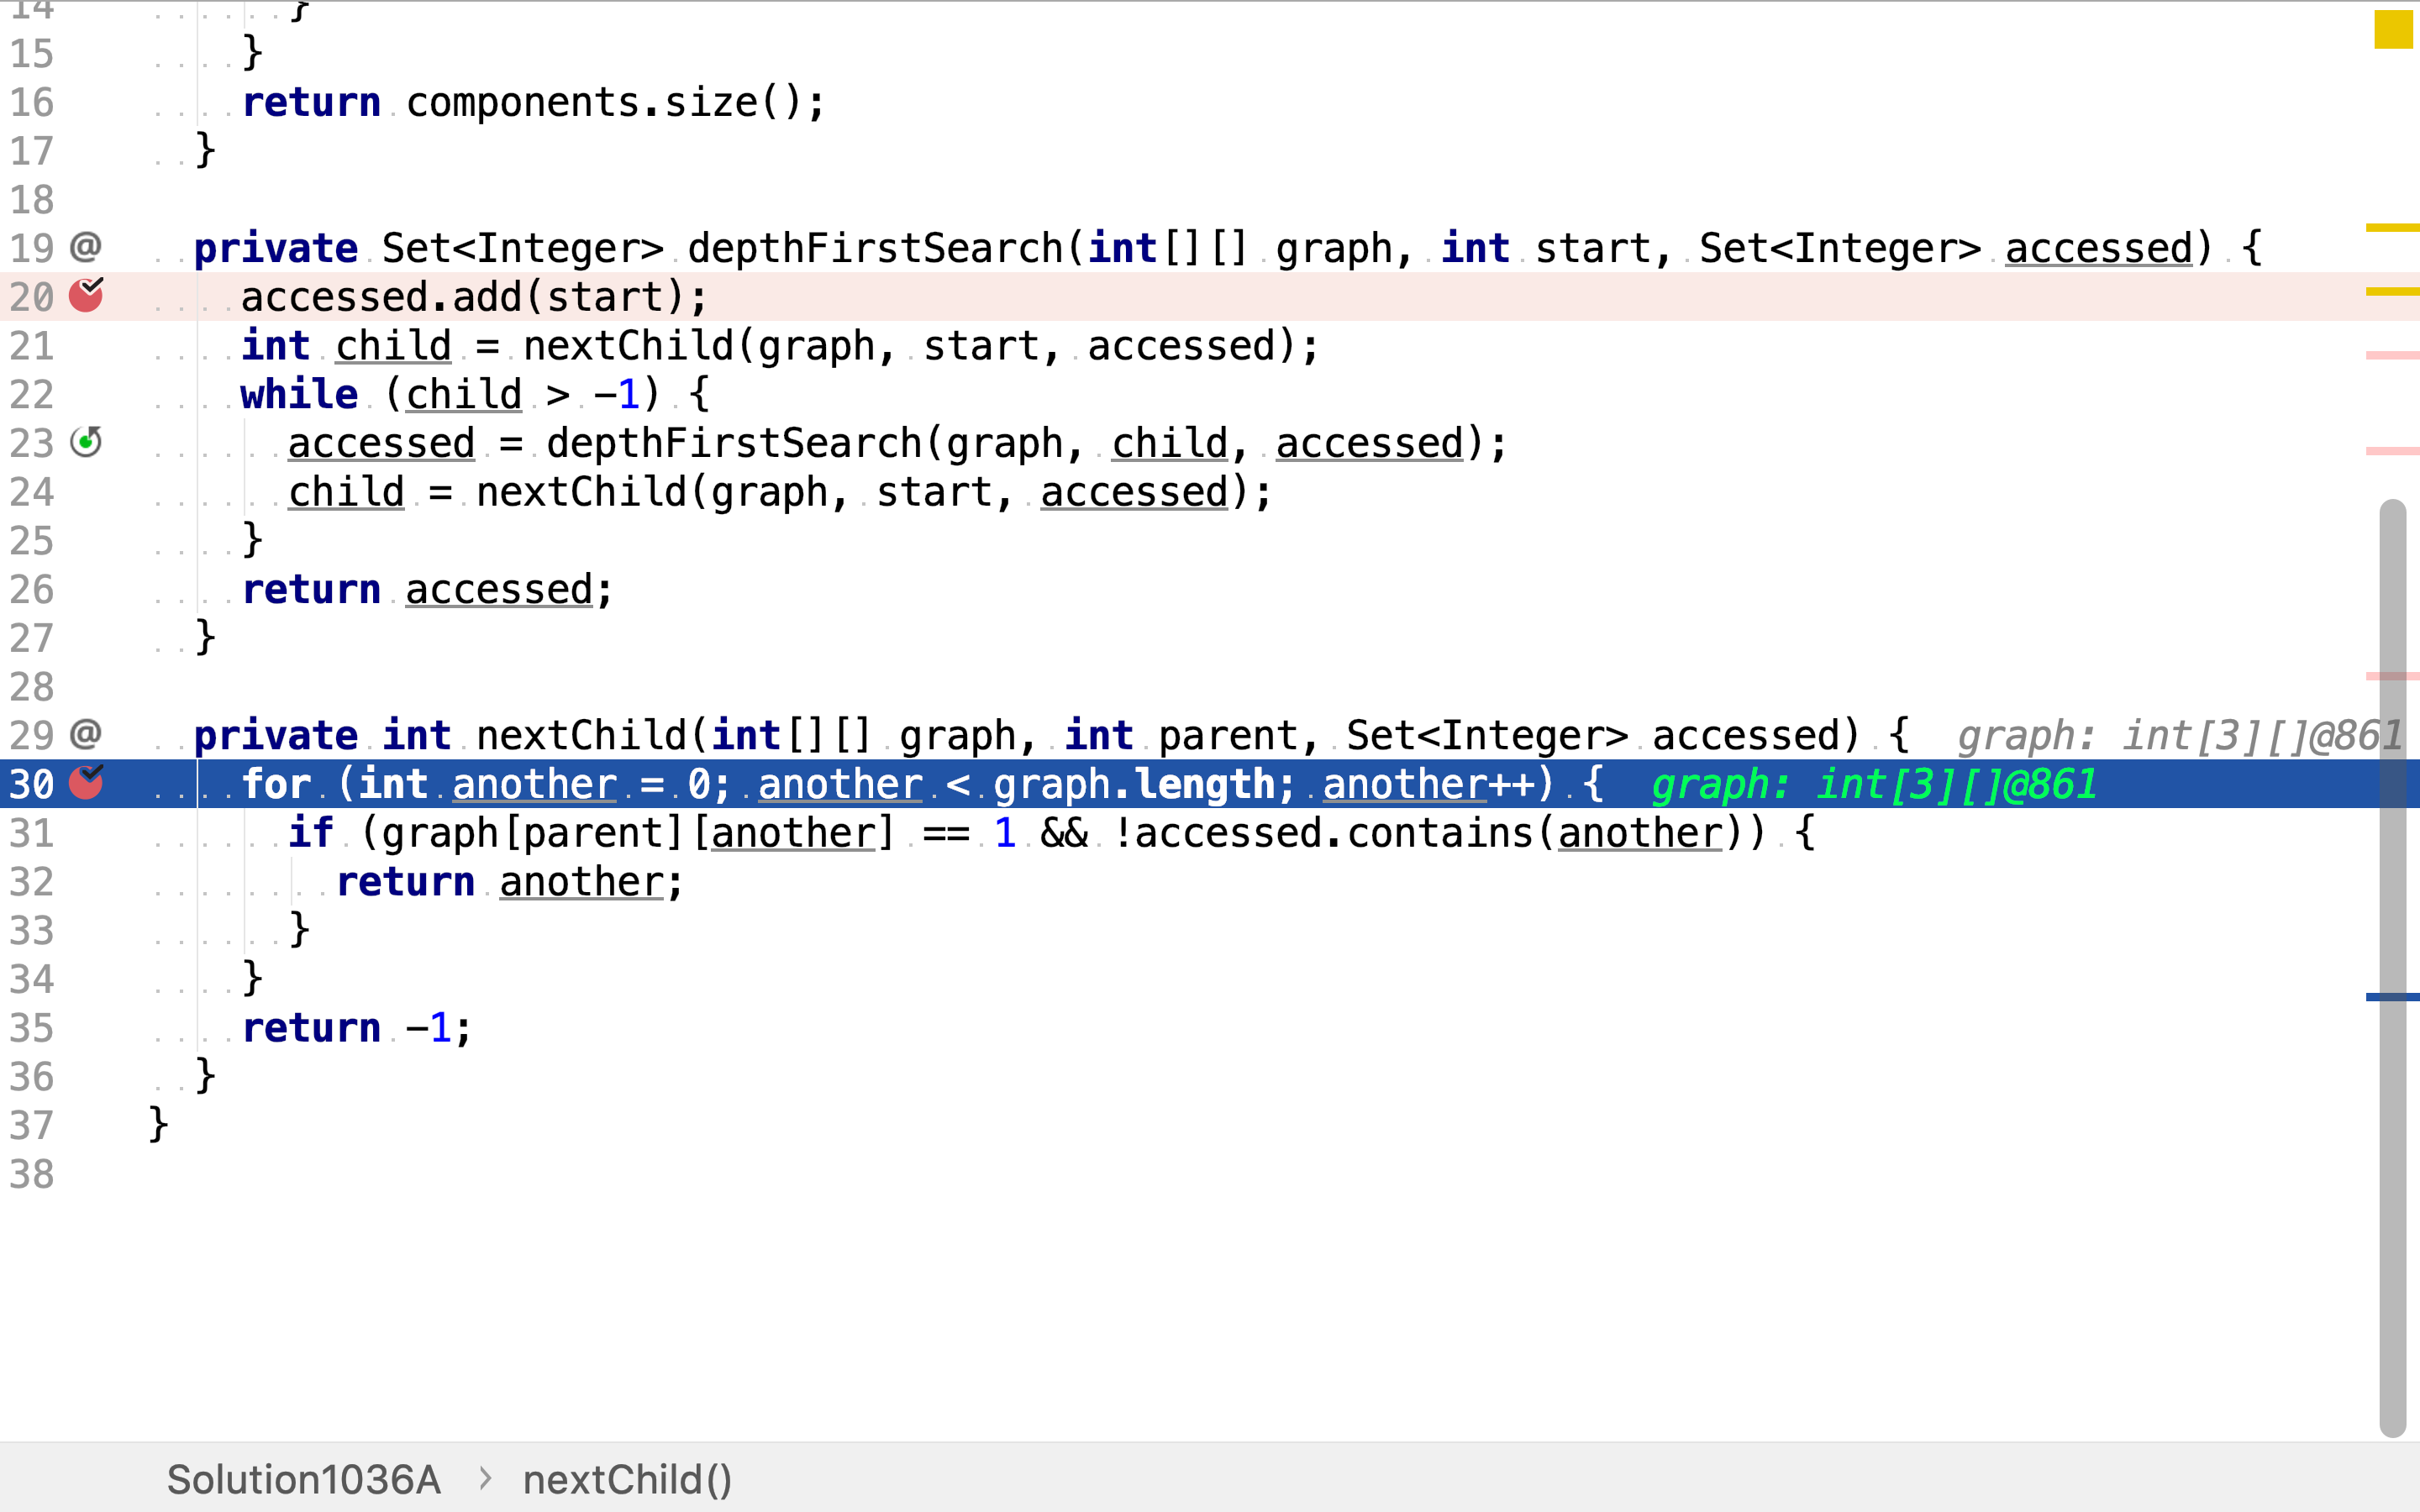 14 }
15 }
16 return components.size();
17 }
18
19 @ private Set<Integer> depthFirstSearch(int[][] graph, int start, Set<Integer> accessed) {
20 accessed.add(start);
21 int child = nextChild(graph, start, accessed);
22 while (child > -1) {
23 accessed = depthFirstSearch(graph, child, accessed);
24 child = nextChild(graph, start, accessed);
25 }
26 return accessed;
27 }
28
29 @ private int nextChild(int[][] graph, int parent, Set<Integer> accessed) { graph: int[3][]@861
30 for (int another = 0; another < graph.length; another++) { graph: int[3][]@861
31 if (graph[parent][another] == 1 && !accessed.contains(another)) {
32 return another;
33 }
34 }
35 return -1;
36 }
37 }
38
Solution1036A > nextChild()